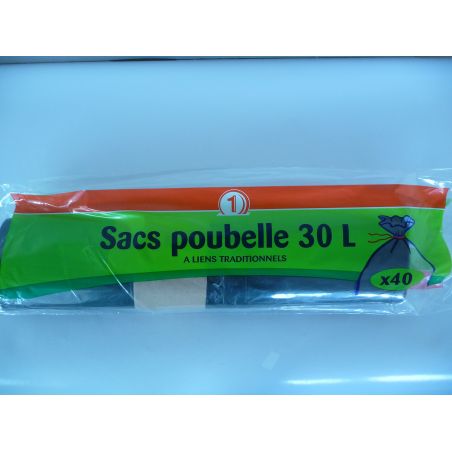 1
Sacs poubelle 30 L
A LIENS TRADITIONNELS
x40